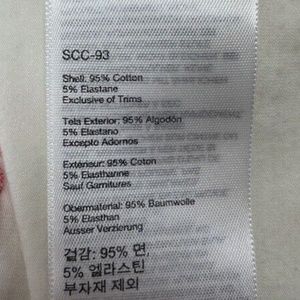 SCC-93
Shell: 95% Cotton
5% Elastane
Exclusive of Trims
Tela Exterior: 95% Algodón
5% Elastano
Excepto Adornos
Extérieur: 95% Coton
5% Elasthanne
Sauf Garnitures
Obermaterial: 95% Baumwolle
5% Elasthan
Ausser Verzierung
겉감: 95% 면,
5% 엘라스틴
부자재 제외